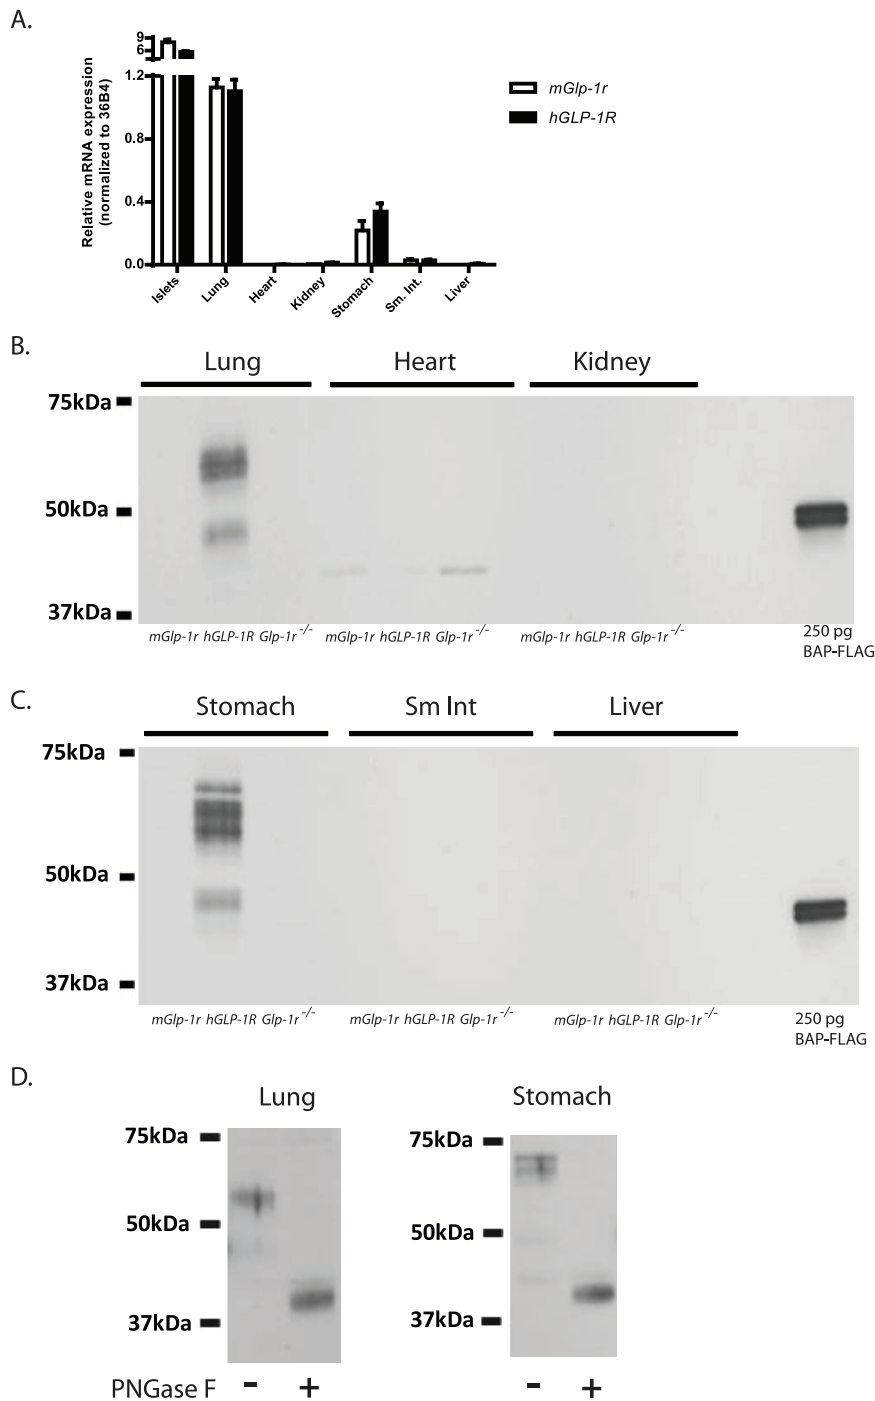 A.
9
6
1.2
0.8
0.4
0.0
Relative mRNA expression
(normalized to 36B4)
mGlp-1r
hGLP-1R
Islets
Lung
Heart
Kidney
Stomach
Sm. Int.
Liver
B.
Lung Heart Kidney
75kDa
50kDa
37kDa
mGlp-1r hGLP-1R Glp-1r-/- mGlp-1r hGLP-1R Glp-1r-/- mGlp-1r hGLP-1R Glp-1r-/-
250 pg
BAP-FLAG
C.
Stomach Sm Int Liver
75kDa
50kDa
37kDa
mGlp-1r hGLP-1R Glp-1r-/- mGlp-1r hGLP-1R Glp-1r-/- mGlp-1r hGLP-1R Glp-1r-/-
250 pg
BAP-FLAG
D.
Lung
75kDa
50kDa
37kDa
Stomach
75kDa
50kDa
37kDa
PNGase F - + - +